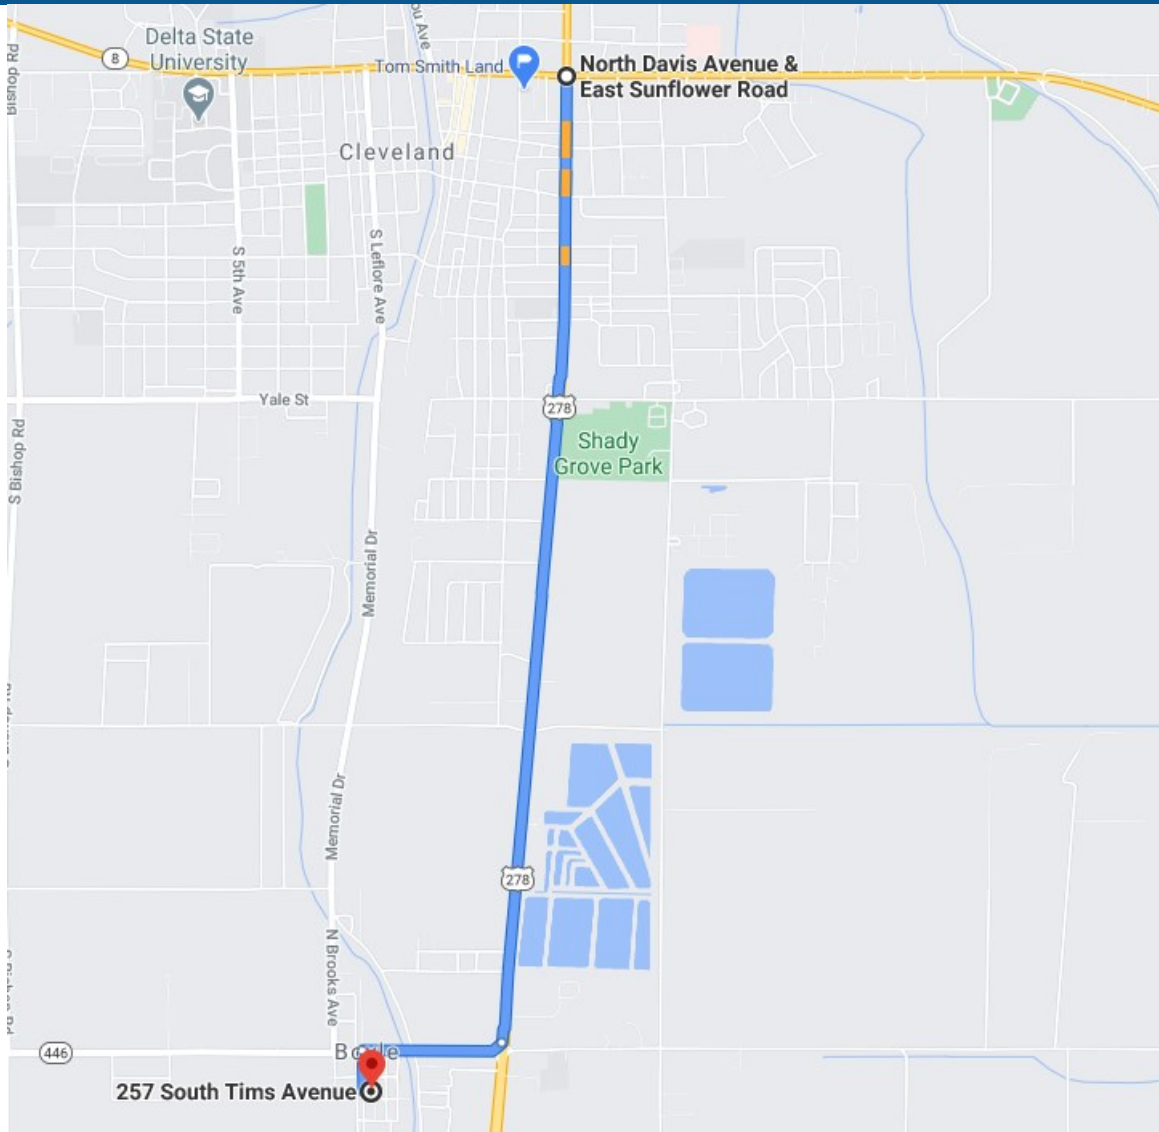 Delta State
University
8
Tom Smith Land
North Davis Avenue &
East Sunflower Road
Bishop Rd
Cleveland
S 5th Ave
S Leflore Ave
Yale St
278
Shady
Grove Park
S Bishop Rd
Memorial Dr
Memorial Dr
278
N Brooks Ave
446
257 South Tims Avenue